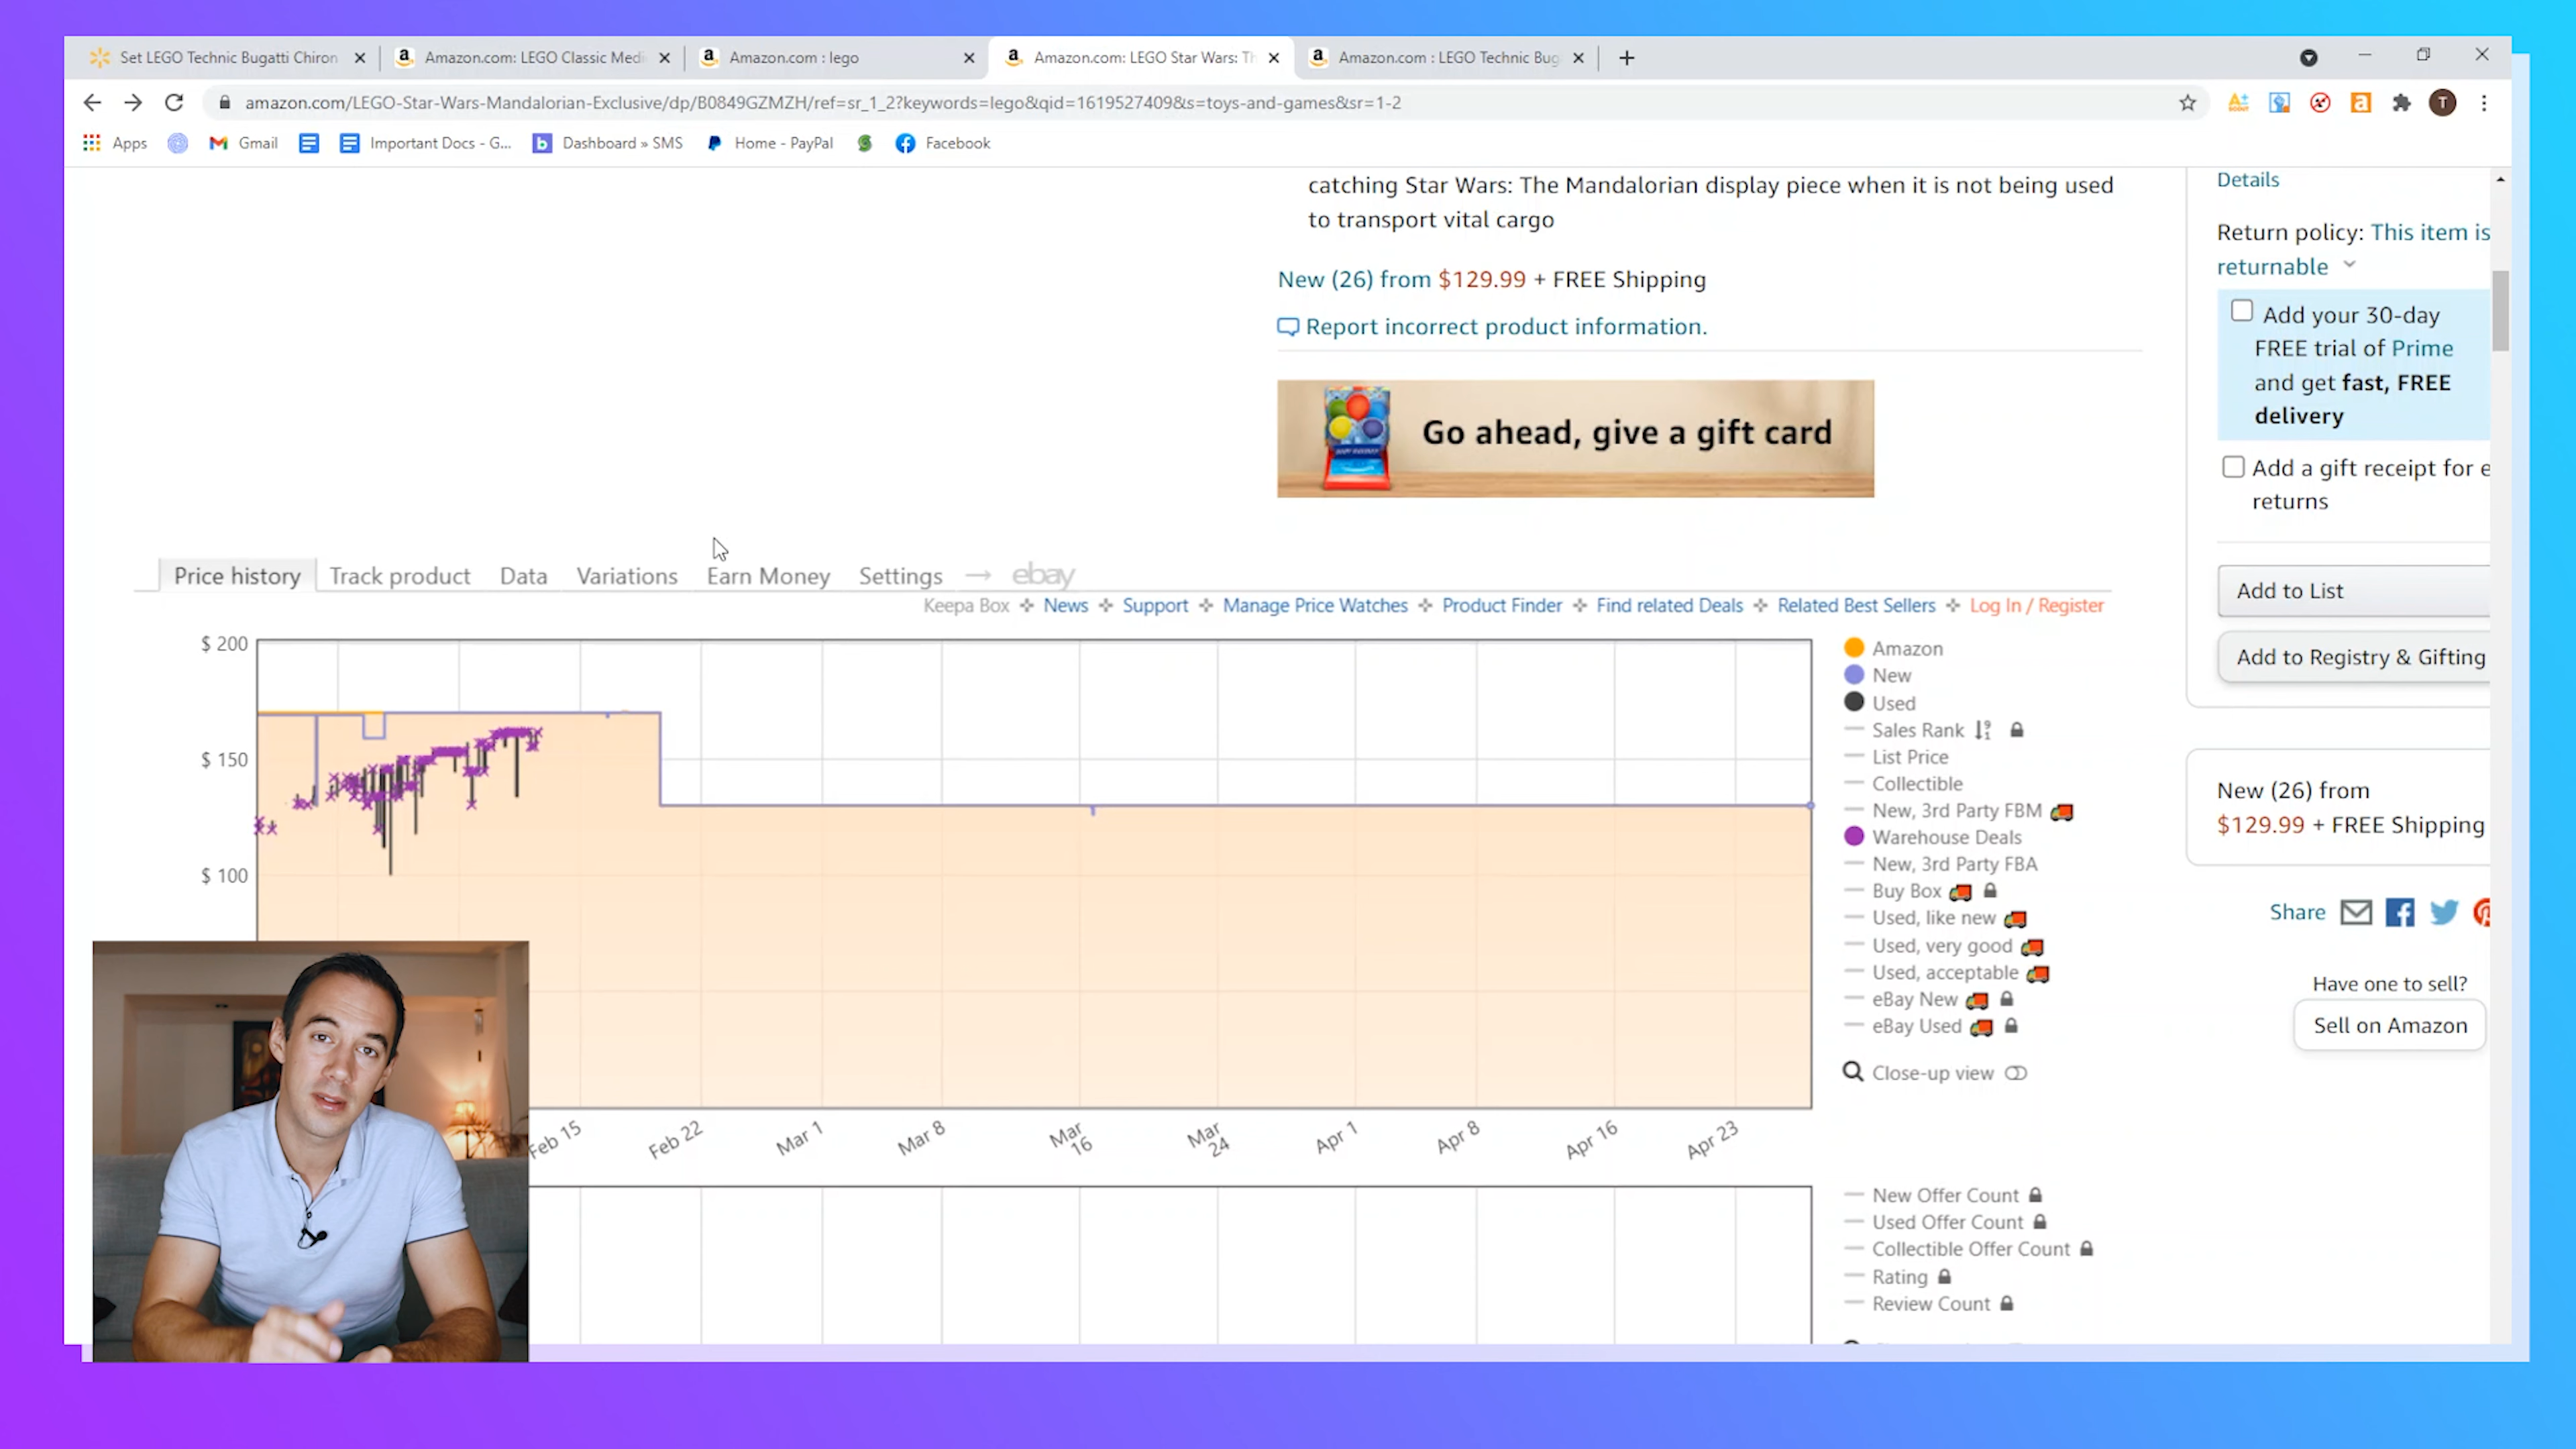 Set LEGO Technic Bugatti Chiron
Amazon.com: LEGO Classic Medi
Amazon.com : lego
Amazon.com: LEGO Star Wars: Th
Amazon.com : LEGO Technic Bug
amazon.com/LEGO-Star-Wars-Mandalorian-Exclusive/dp/B0849GZMZH/ref=sr_1_2?keywords=lego&qid=1619527409&s=toys-and-games&sr=1-2
T
Apps
Gmail
Important Docs - G...
Dashboard » SMS
Home - PayPal
Facebook
catching Star Wars: The Mandalorian display piece when it is not being used
to transport vital cargo
New (26) from $129.99 + FREE Shipping
Report incorrect product information.
Go ahead, give a gift card
Details
Return policy: This item is
returnable
Add your 30-day
FREE trial of Prime
and get fast, FREE
delivery
Add a gift receipt for e
returns
Add to List
Add to Registry & Gifting
New (26) from
$129.99 + FREE Shipping
Share
Have one to sell?
Sell on Amazon
Price history Track product Data Variations Earn Money Settings → ebay
Keepa Box News Support Manage Price Watches Product Finder Find related Deals Related Best Sellers Log In / Register
$ 200
$ 150
$ 100
Amazon
New
Used
Sales Rank
List Price
Collectible
New, 3rd Party FBM
Warehouse Deals
New, 3rd Party FBA
Buy Box
Used, like new
Used, very good
Used, acceptable
eBay New
eBay Used
Close-up view
Feb 15
Feb 22
Mar 1
Mar 8
Mar
16
Mar
24
Apr 1
Apr 8
Apr 16
Apr 23
New Offer Count
Used Offer Count
Collectible Offer Count
Rating
Review Count